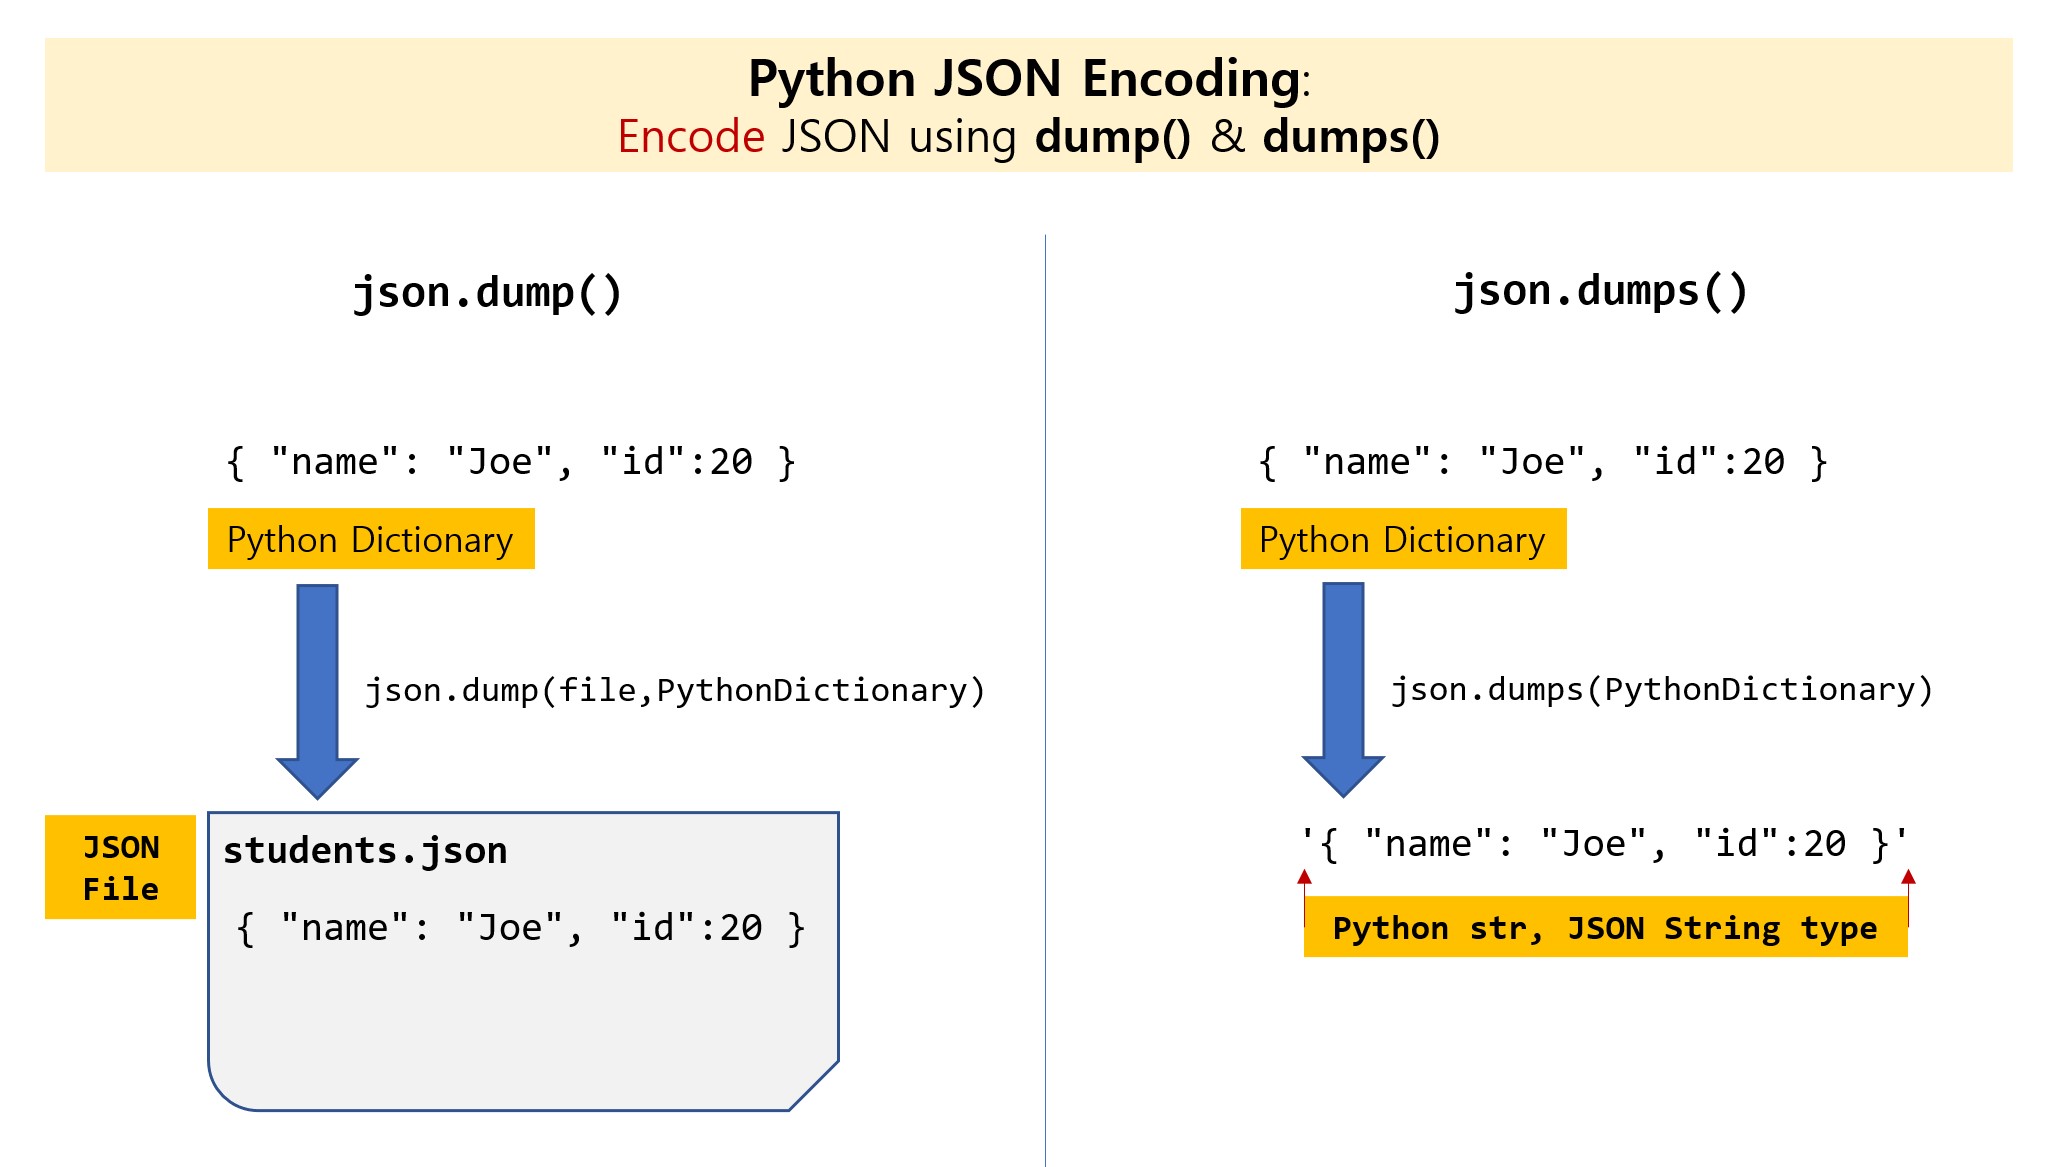 Python JSON Encoding:
Encode JSON using dump() & dumps()
json.dump()
{ "name": "Joe", "id":20 }
Python Dictionary
json.dump(file,PythonDictionary)
JSON
File
students.json
{ "name": "Joe", "id":20 }
json.dumps()
{ "name": "Joe", "id":20 }
Python Dictionary
json.dumps(PythonDictionary)
'{ "name": "Joe", "id":20 }'
Python str, JSON String type